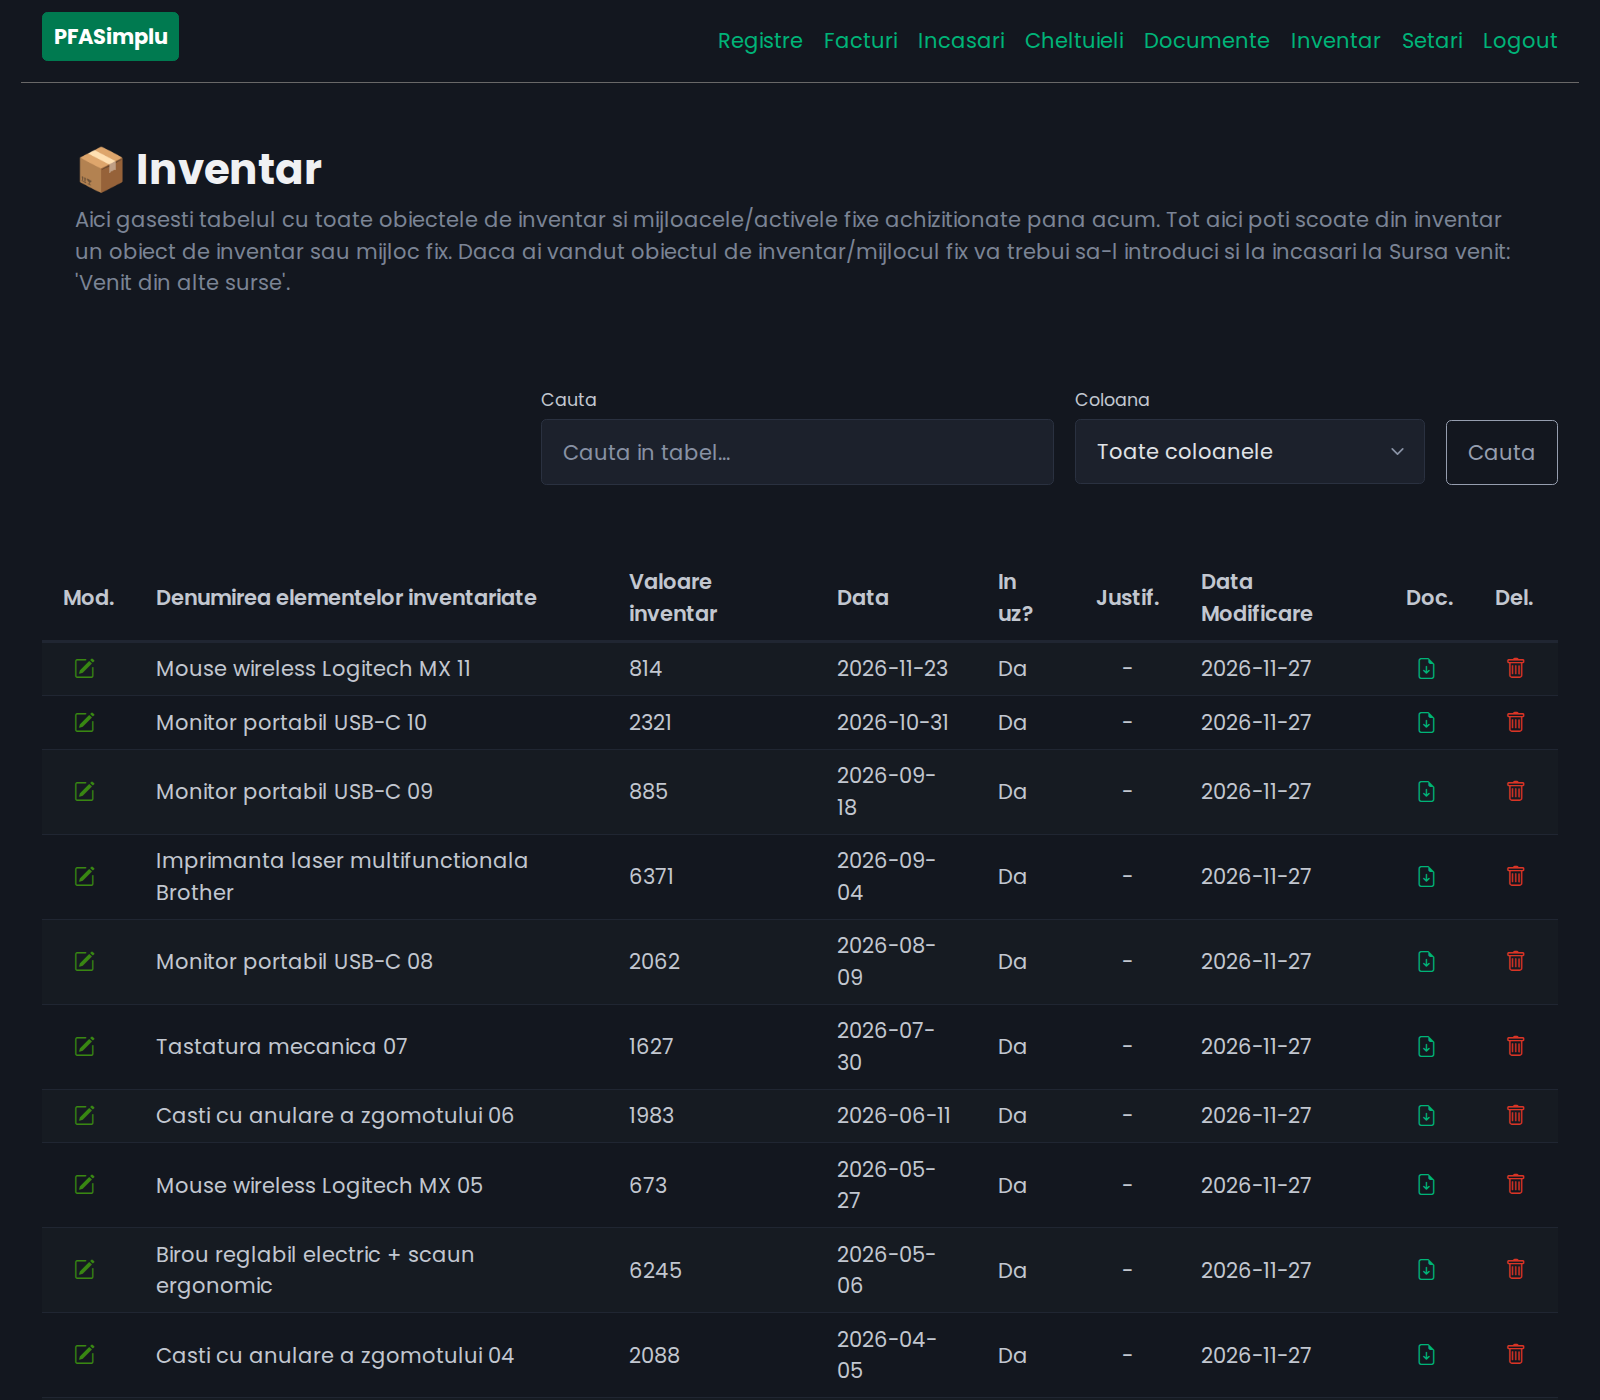 PFASimplu
Registre Facturi Incasari Cheltuieli Documente Inventar Setari Logout
Inventar
Aici gasesti tabelul cu toate obiectele de inventar si mijloacele/activele fixe achizitionate pana acum. Tot aici poti scoate din inventar
un obiect de inventar sau mijloc fix. Daca ai vandut obiectul de inventar/mijlocul fix va trebui sa-l introduci si la incasari la Sursa venit:
'Venit din alte surse'.
Cauta Coloana
Cauta in tabel... Toate coloanele Cauta
Mod. Denumirea elementelor inventariate Valoare inventar Data In uz? Justif. Data Modificare Doc. Del.
Mouse wireless Logitech MX 11 814 2026-11-23 Da - 2026-11-27
Monitor portabil USB-C 10 2321 2026-10-31 Da - 2026-11-27
Monitor portabil USB-C 09 885 2026-09-18 Da - 2026-11-27
Imprimanta laser multifunctionala Brother 6371 2026-09-04 Da - 2026-11-27
Monitor portabil USB-C 08 2062 2026-08-09 Da - 2026-11-27
Tastatura mecanica 07 1627 2026-07-30 Da - 2026-11-27
Casti cu anulare a zgomotului 06 1983 2026-06-11 Da - 2026-11-27
Mouse wireless Logitech MX 05 673 2026-05-27 Da - 2026-11-27
Birou reglabil electric + scaun ergonomic 6245 2026-05-06 Da - 2026-11-27
Casti cu anulare a zgomotului 04 2088 2026-04-05 Da - 2026-11-27